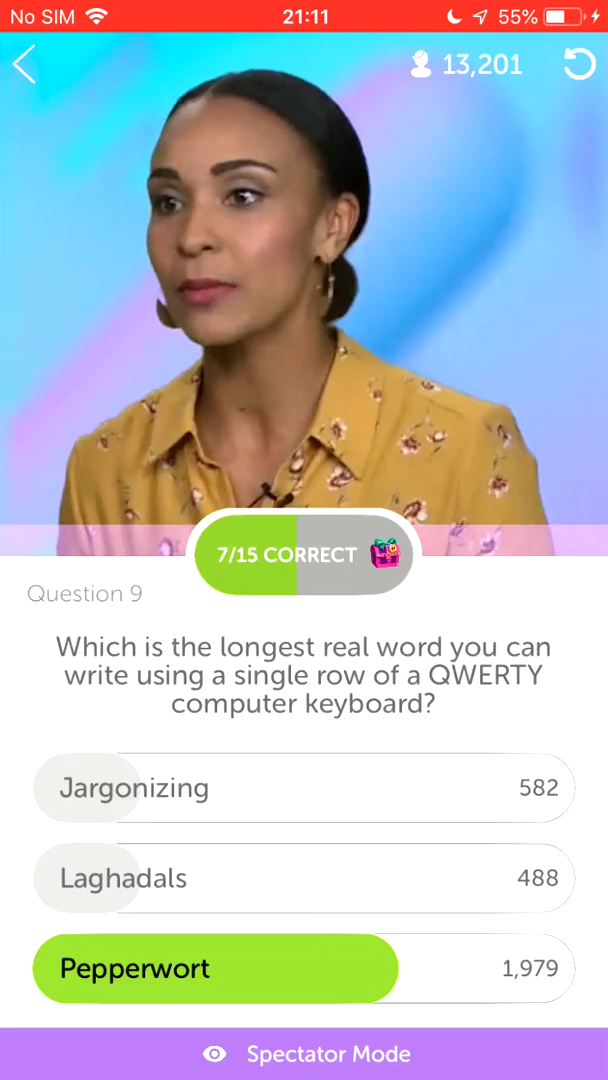 No SIM 21:11 55%
13,201
7/15 CORRECT
Question 9
Which is the longest real word you can
write using a single row of a QWERTY
computer keyboard?
Jargonizing 582
Laghadals 488
Pepperwort 1,979
Spectator Mode